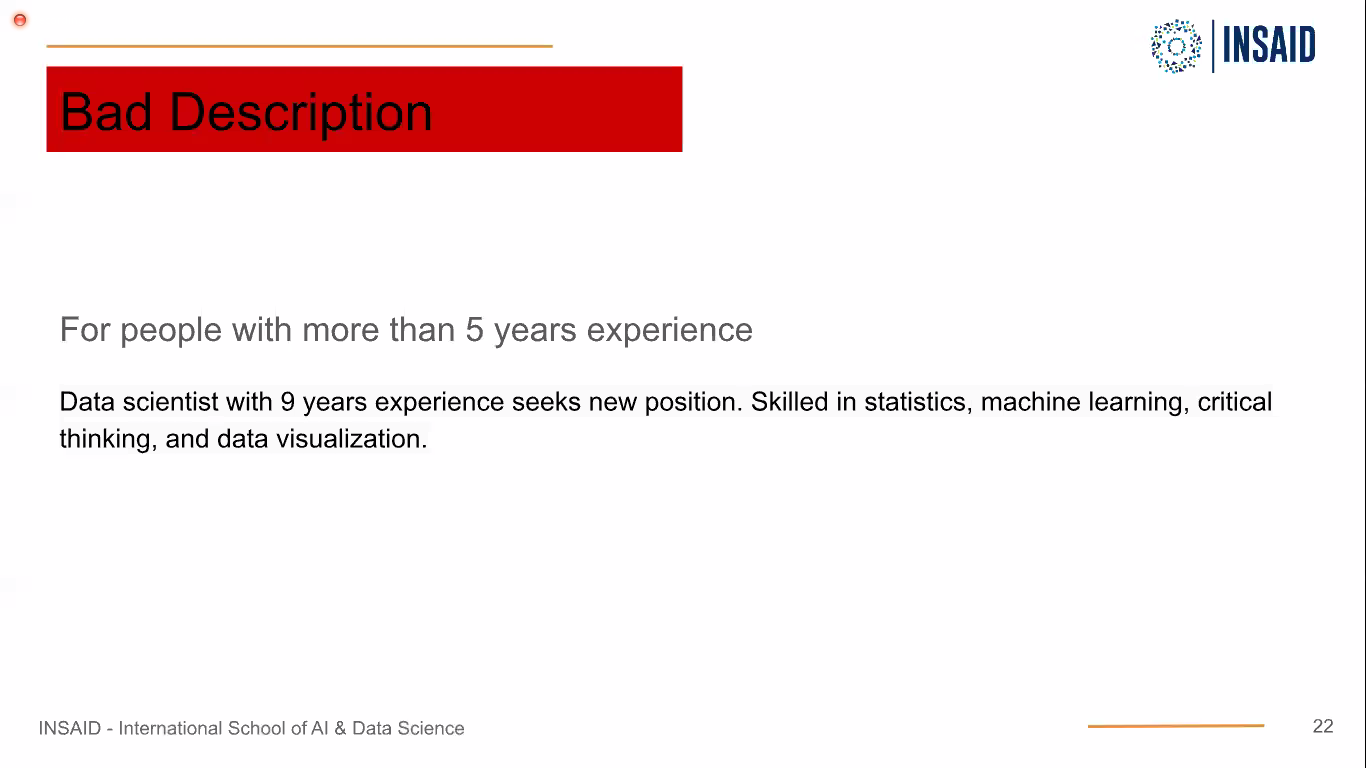 INSAID
Bad Description
For people with more than 5 years experience
Data scientist with 9 years experience seeks new position. Skilled in statistics, machine learning, critical
thinking, and data visualization.
INSAID - International School of AI & Data Science
22